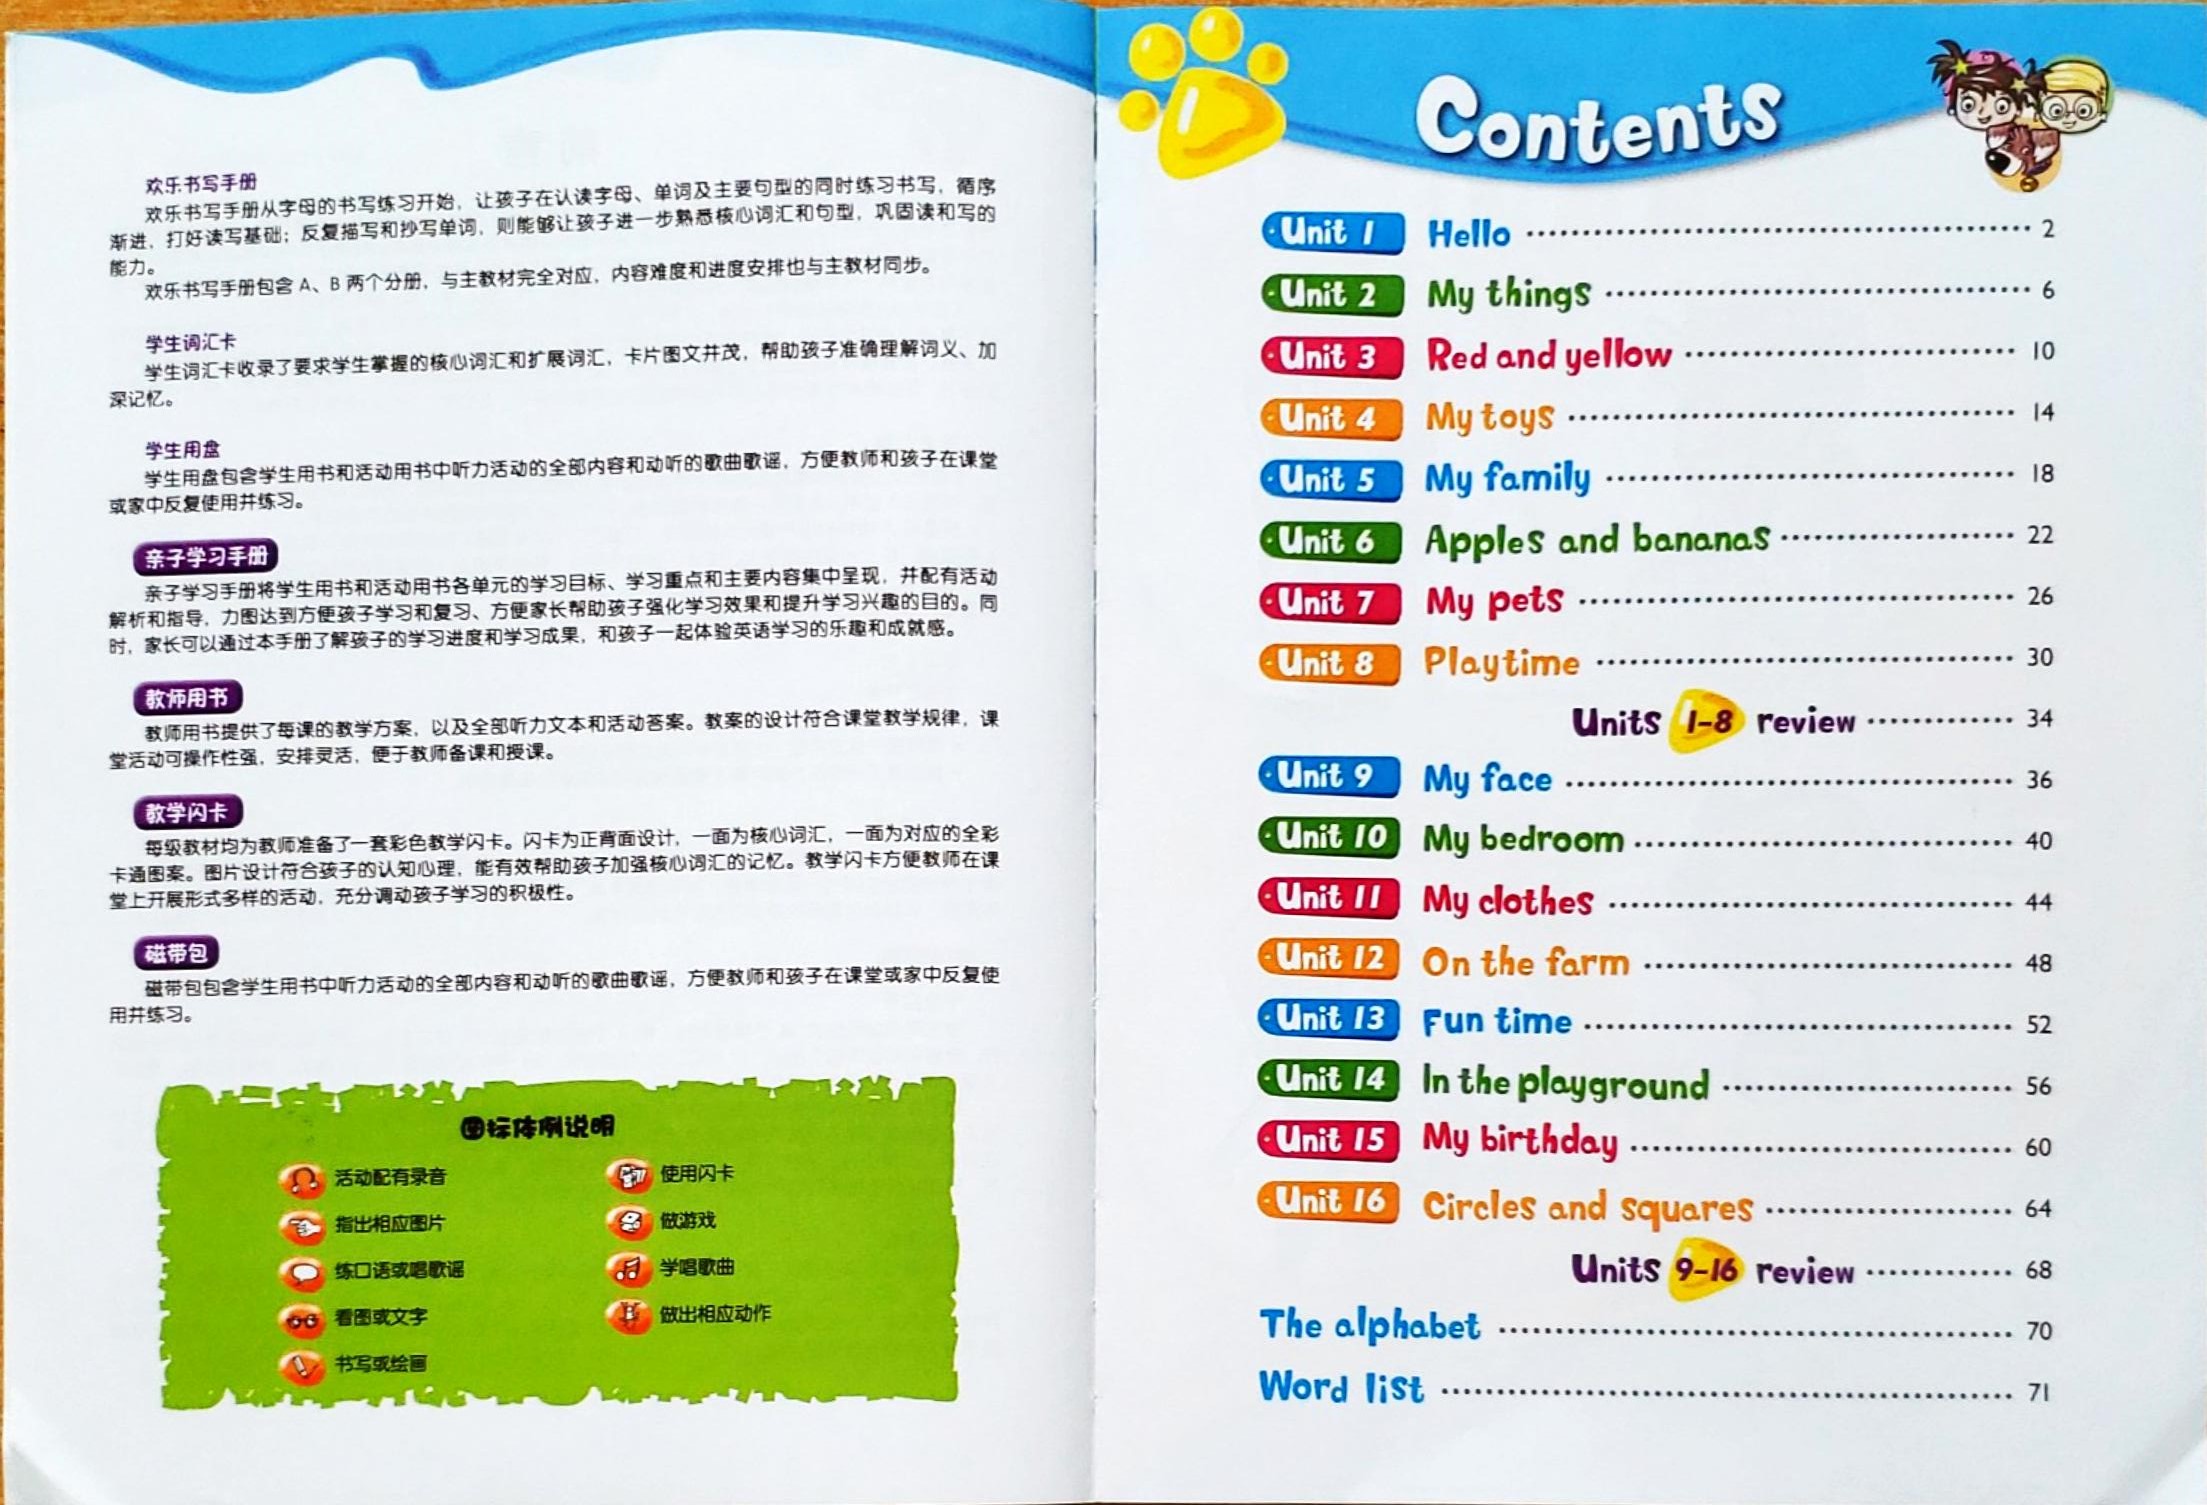 欢乐书写手册
欢乐书写手册从字母的书写练习开始，让孩子在认读字母、单词及主要句型的同时练习书写，循序
渐进，打好读写基础；反复描写和抄写单词，则能够让孩子进一步熟悉核心词汇和句型，巩固读和写的
能力。
欢乐书写手册包含 A、B 两个分册，与主教材完全对应，内容难度和进度安排也与主教材同步。
学生词汇卡
学生词汇卡收录了要求学生掌握的核心词汇和扩展词汇，卡片图文并茂，帮助孩子准确理解词义、加
深记忆。
学生用盘
学生用盘包含学生用书和活动用书中听力活动的全部内容和动听的歌曲歌谣，方便教师和孩子在课堂
或家中反复使用并练习。
亲子学习手册
亲子学习手册将学生用书和活动用书各单元的学习目标、学习重点和主要内容集中呈现，并配有活动
解析和指导，力图达到方便孩子学习和复习、方便家长帮助孩子强化学习效果和提升学习兴趣的目的。同
时，家长可以通过本手册了解孩子的学习进度和学习成果，和孩子一起体验英语学习的乐趣和成就感。
教师用书
教师用书提供了每课的教学方案，以及全部听力文本和活动答案。教案的设计符合课堂教学规律，课
堂活动可操作性强，安排灵活，便于教师备课和授课。
教学闪卡
每级教材均为教师准备了一套彩色教学闪卡。闪卡为正背面设计，一面为核心词汇，一面为对应的全彩
卡通图案。图片设计符合孩子的认知心理，能有效帮助孩子加强核心词汇的记忆。教学闪卡方便教师在课
堂上开展形式多样的活动，充分调动孩子学习的积极性。
磁带包
磁带包包含学生用书中听力活动的全部内容和动听的歌曲歌谣，方便教师和孩子在课堂或家中反复使
用并练习。
图标体例说明
活动配有录音
指出相应图片
练口语或唱歌谣
看图或文字
书写或绘画
使用闪卡
做游戏
学唱歌曲
做出相应动作
Contents
Unit 1 Hello 2
Unit 2 My things 6
Unit 3 Red and yellow 10
Unit 4 My toys 14
Unit 5 My family 18
Unit 6 Apples and bananas 22
Unit 7 My pets 26
Unit 8 Playtime 30
Units 1-8 review 34
Unit 9 My face 36
Unit 10 My bedroom 40
Unit 11 My clothes 44
Unit 12 On the farm 48
Unit 13 Fun time 52
Unit 14 In the playground 56
Unit 15 My birthday 60
Unit 16 Circles and squares 64
Units 9-16 review 68
The alphabet 70
Word list 71